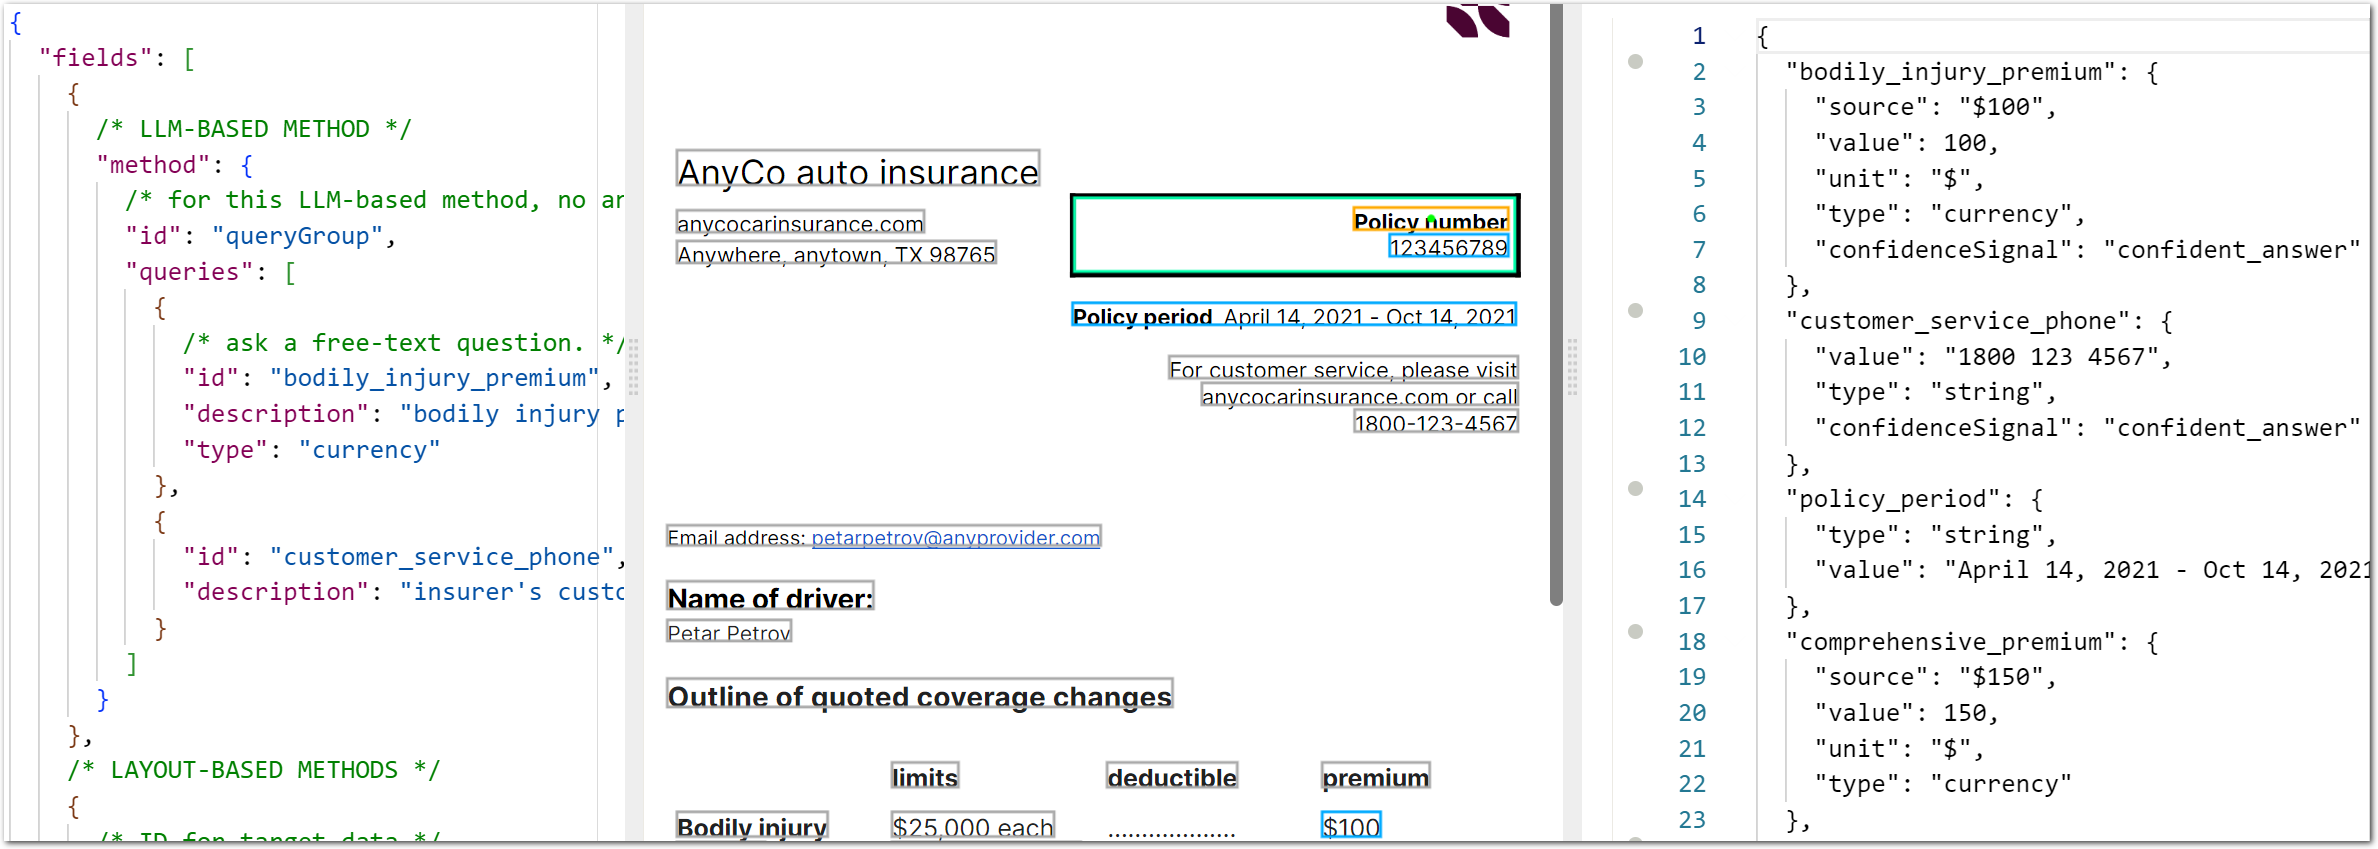 {
"fields": [
{
/* LLM-BASED METHOD */
"method": {
/* for this LLM-based method, no
"id": "queryGroup",
"queries": [
{
/* ask a free-text question. */
"id": "bodily_injury_premium",
"description": "bodily injury
"type": "currency"
},
{
"id": "customer_service_phone",
"description": "insurer's
}
]
}
},
/* LAYOUT-BASED METHODS */
{
/* ID for target data */
AnyCo auto insurance
anycocarinsurance.com
Anywhere, anytown, TX 98765
Policy number
123456789
Policy period April 14, 2021 - Oct 14, 2021
For customer service, please visit
anycocarinsurance.com or call
1800-123-4567
Email address: petarpetrov@anyprovider.com
Name of driver:
Petar Petrov
Outline of quoted coverage changes
limits deductible premium
Bodily injury $25,000 each ................... $100
1 {
2 "bodily_injury_premium": {
3 "source": "$100",
4 "value": 100,
5 "unit": "$",
6 "type": "currency",
7 "confidenceSignal": "confident_answer"
8 },
9 "customer_service_phone": {
10 "value": "1800 123 4567",
11 "type": "string",
12 "confidenceSignal": "confident_answer"
13 },
14 "policy_period": {
15 "type": "string",
16 "value": "April 14, 2021 - Oct 14, 2021
17 },
18 "comprehensive_premium": {
19 "source": "$150",
20 "value": 150,
21 "unit": "$",
22 "type": "currency"
23 },